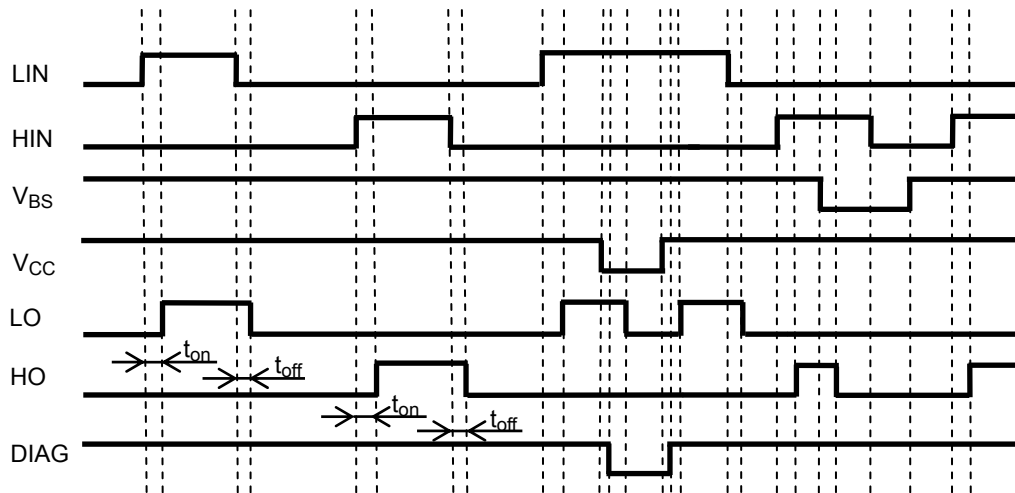 LIN
HIN
VBS
VCC
LO
ton
HO
toff
ton
toff
DIAG